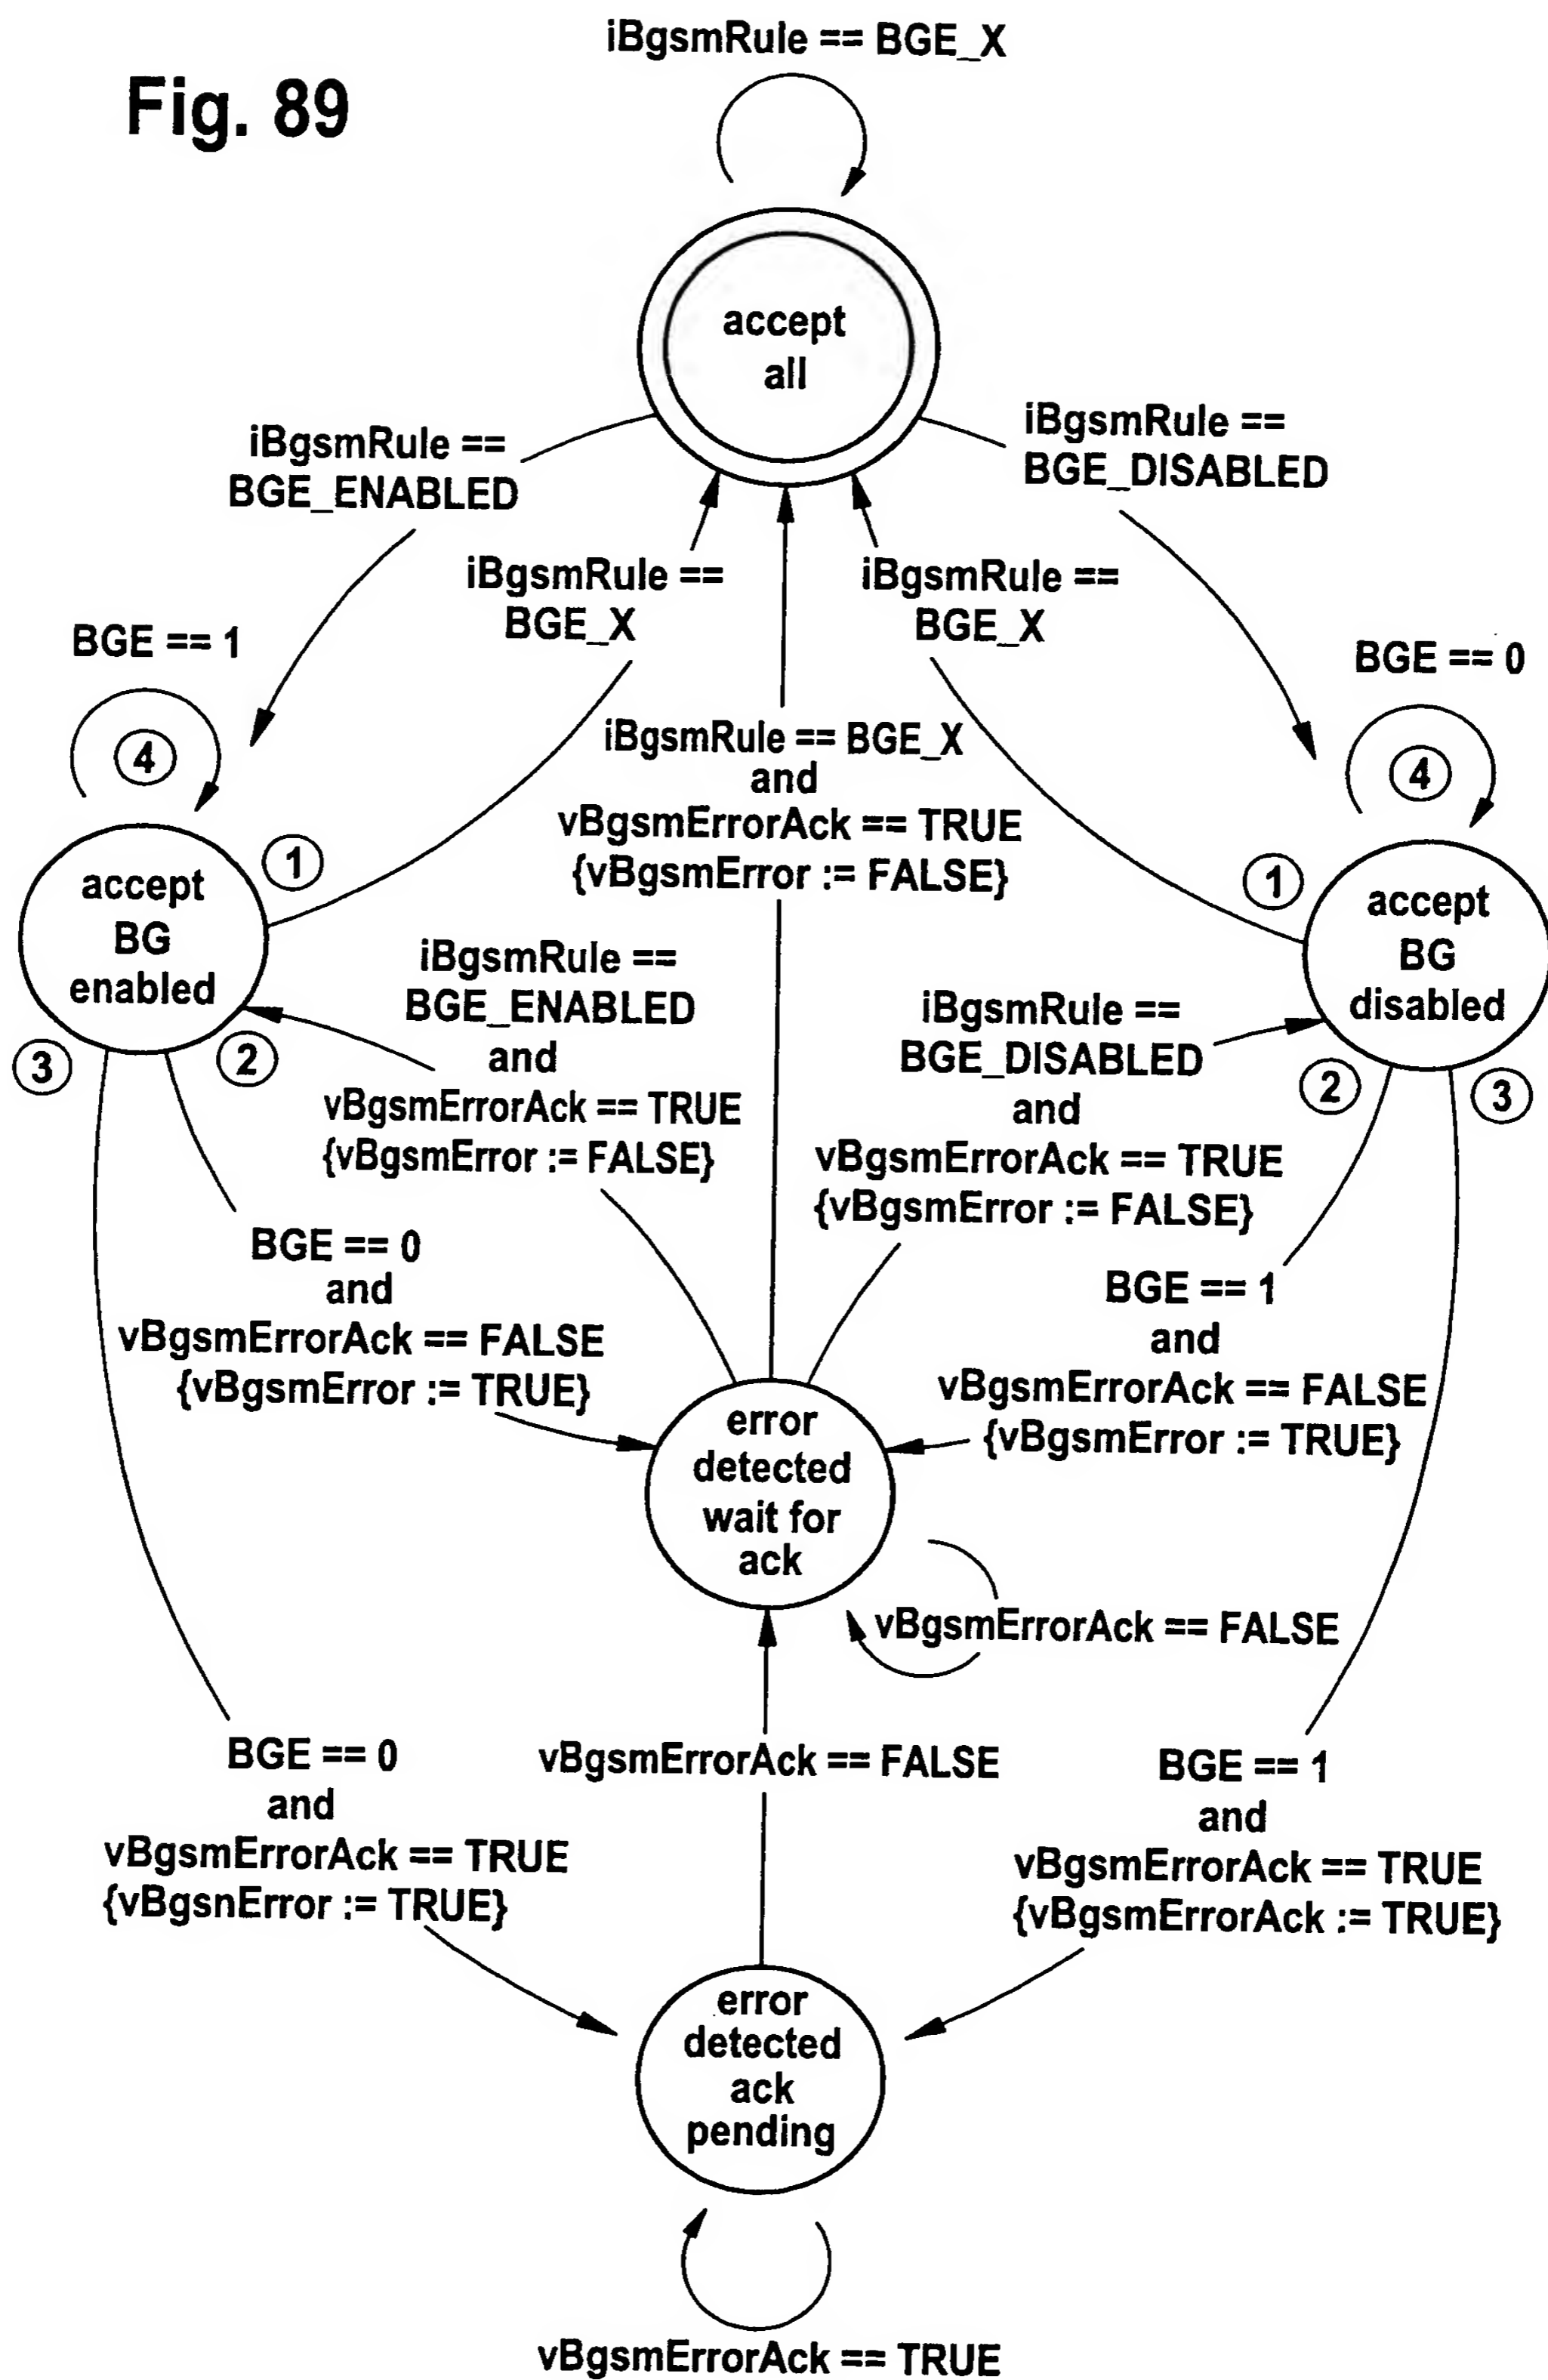 iBgsmRule == BGE_X
Fig. 89
accept
all
iBgsmRule ==
BGE_ENABLED
iBgsmRule ==
BGE_DISABLED
iBgsmRule ==
BGE_X
iBgsmRule ==
BGE_X
BGE == 1
4
BGE == 0
4
iBgsmRule == BGE_X
and
vBgsmErrorAck == TRUE
{vBgsmError := FALSE}
1
accept
BG
enabled
1
accept
BG
disabled
3
2
iBgsmRule ==
BGE_ENABLED
and
vBgsmErrorAck == TRUE
{vBgsmError := FALSE}
iBgsmRule ==
BGE_DISABLED
and
vBgsmErrorAck == TRUE
{vBgsmError := FALSE}
2
3
BGE == 0
and
vBgsmErrorAck == FALSE
{vBgsmError := TRUE}
BGE == 1
and
vBgsmErrorAck == FALSE
{vBgsmError := TRUE}
error
detected
wait for
ack
vBgsmErrorAck == FALSE
BGE == 0
and
vBgsmErrorAck == TRUE
{vBgsnError := TRUE}
vBgsmErrorAck == FALSE
BGE == 1
and
vBgsmErrorAck == TRUE
{vBgsmErrorAck := TRUE}
error
detected
ack
pending
vBgsmErrorAck == TRUE